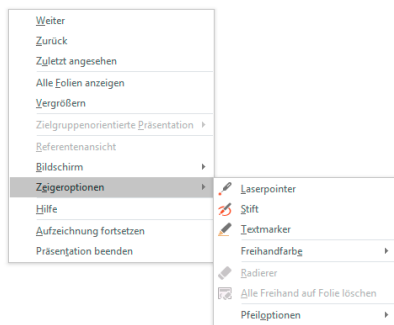 Weiter
Zurück
Zuletzt angesehen
Alle Folien anzeigen
Vergrößern
Zielgruppenorientierte Präsentation
Referentenansicht
Bildschirm
Zeigeroptionen
Hilfe
Aufzeichnung fortsetzen
Präsentation beenden
Laserpointer
Stift
Textmarker
Freihandfarbe
Radierer
Alle Freihand auf Folie löschen
Pfeiloptionen